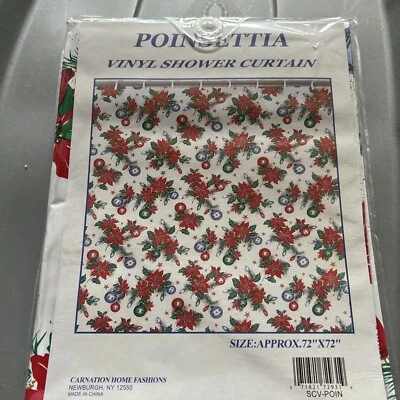 POINSETTIA
VINYL SHOWER CURTAIN
SIZE:APPROX.72"X72"
CARNATION HOME FASHIONS
NEWBURGH, NY 12550
MADE IN CHINA
SCV-POIN